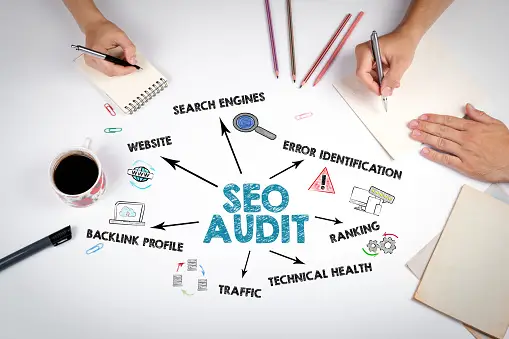 SEARCH ENGINES
WEBSITE
ERROR IDENTIFICATION
SEO
AUDIT
BACKLINK PROFILE
RANKING
TECHNICAL HEALTH
TRAFFIC